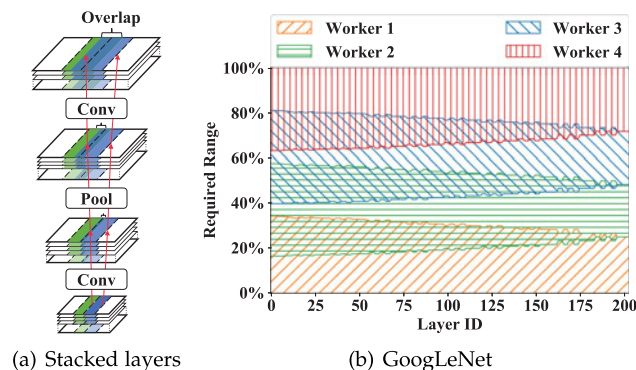 Overlap
Conv
Pool
Conv
(a) Stacked layers
Worker 1
Worker 2
Worker 3
Worker 4
Required Range
100%
80%
60%
40%
20%
0%
0 25 50 75 100 125 150 175 200
Layer ID
(b) GoogLeNet